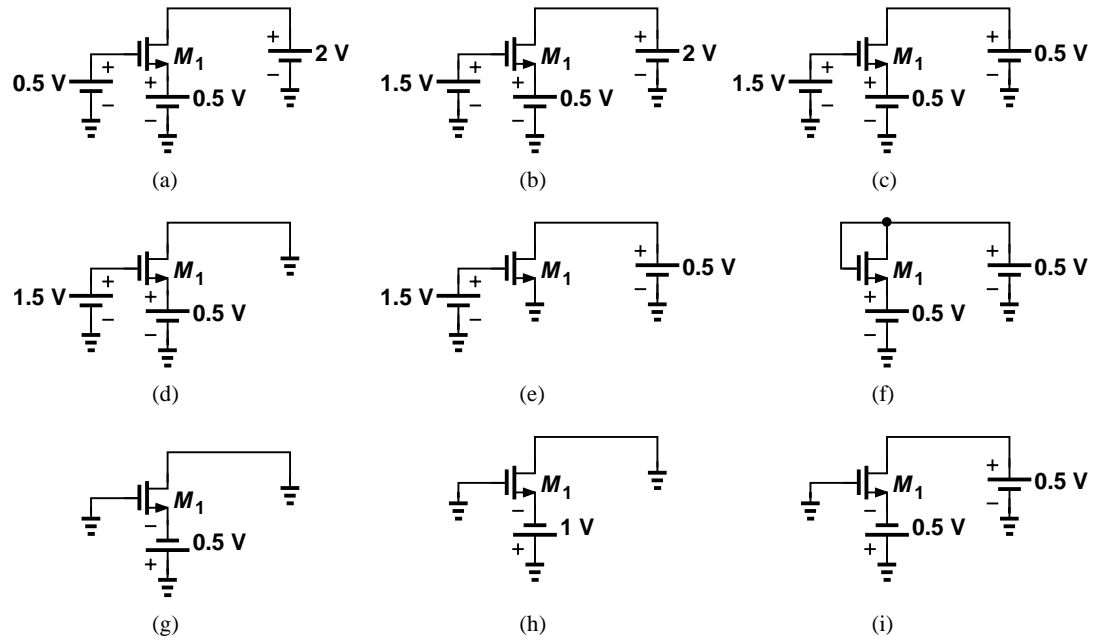 + − 0.5 V + M1 + 0.5 V − + − 2 V
(a)
+ − 1.5 V + M1 + 0.5 V − + − 2 V
(b)
+ − 1.5 V + M1 + 0.5 V − + − 0.5 V
(c)
1.5 V + − M1 + 0.5 V −
(d)
1.5 V + − M1 + − 0.5 V
(e)
M1 + 0.5 V − + − 0.5 V
(f)
M1 − 0.5 V +
(g)
M1 − 1 V +
(h)
M1 − 0.5 V + + − 0.5 V
(i)